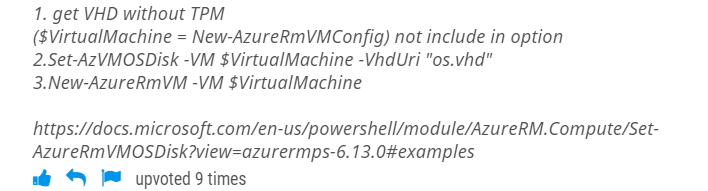 1. get VHD without TPM
($VirtualMachine = New-AzureRmVMConfig) not include in option
2.Set-AzVMOSDisk -VM $VirtualMachine -VhdUri "os.vhd"
3.New-AzureRmVM -VM $VirtualMachine
https://docs.microsoft.com/en-us/powershell/module/AzureRM.Compute/Set-
AzureRmVMOSDisk?view=azurermps-6.13.0#examples
upvoted 9 times